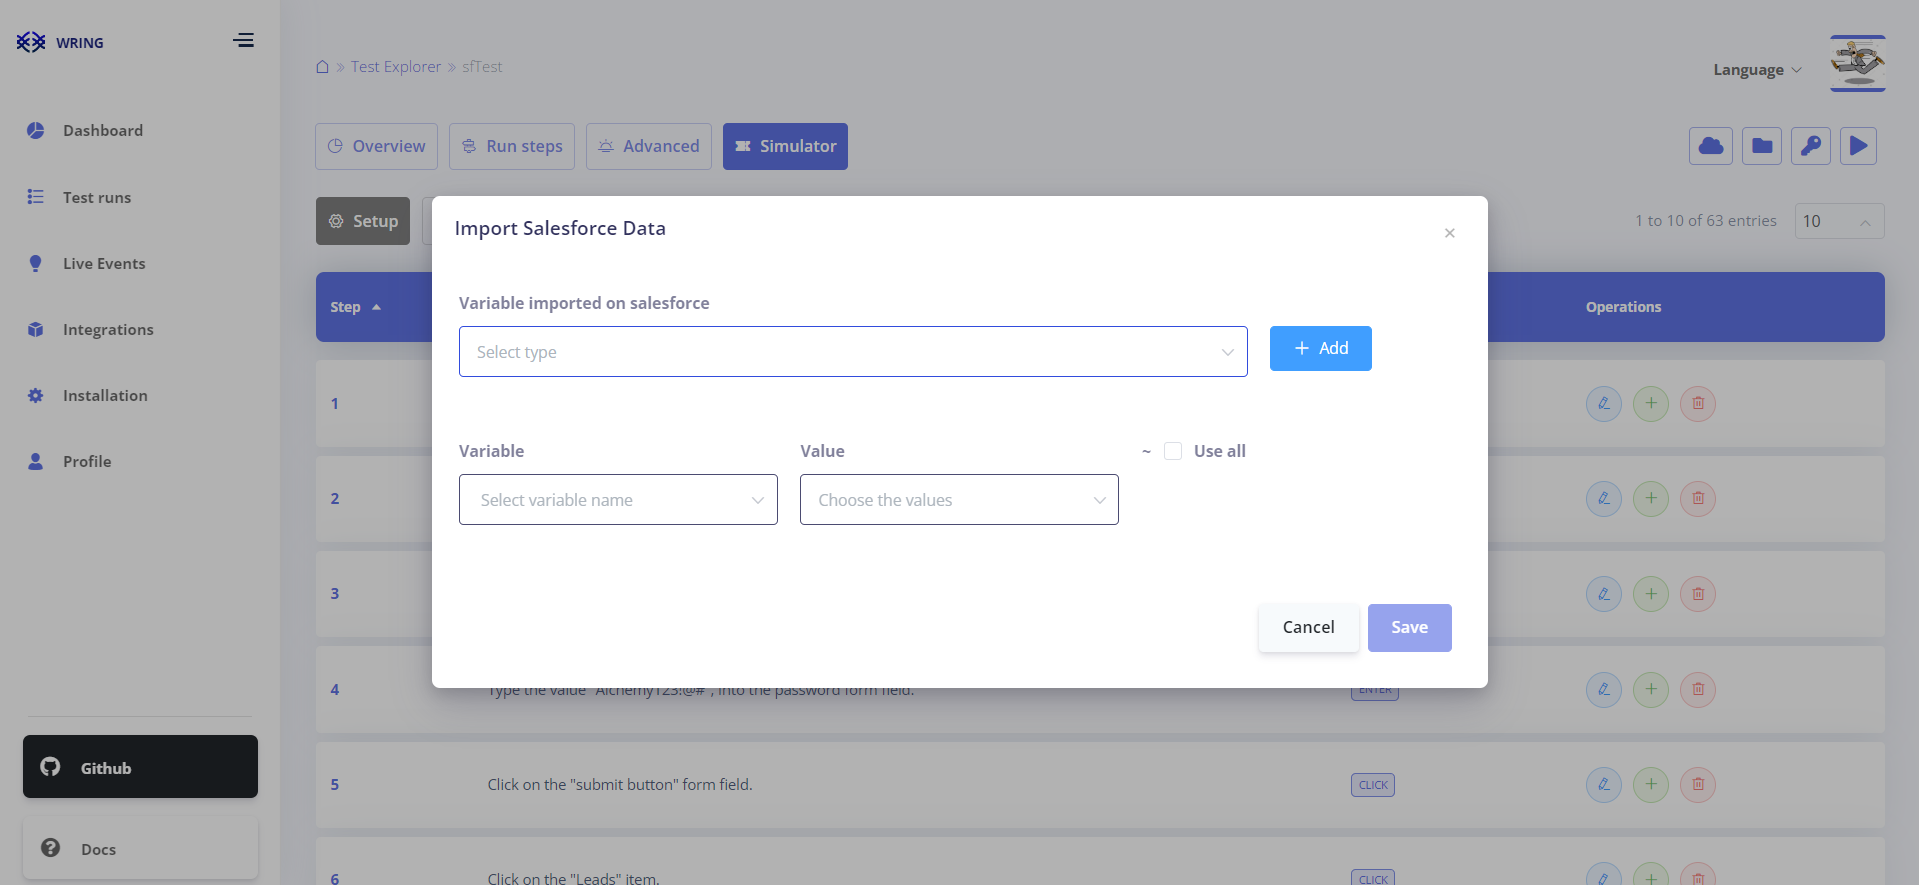 WRING
Test Explorer
sfTest
Language
Dashboard
Test runs
Live Events
Integrations
Installation
Profile
Github
Docs
Overview
Run steps
Advanced
Simulator
Setup
1 to 10 of 63 entries
10
Step
Operations
Import Salesforce Data
×
Variable imported on salesforce
Select type
+ Add
Variable
Value
~ Use all
Select variable name
Choose the values
Cancel
Save
1
2
3
4
Type the value "Alchemy123!@#", into the password form field.
ENTER
5
Click on the "submit button" form field.
CLICK
6
Click on the "Leads" item.
CLICK